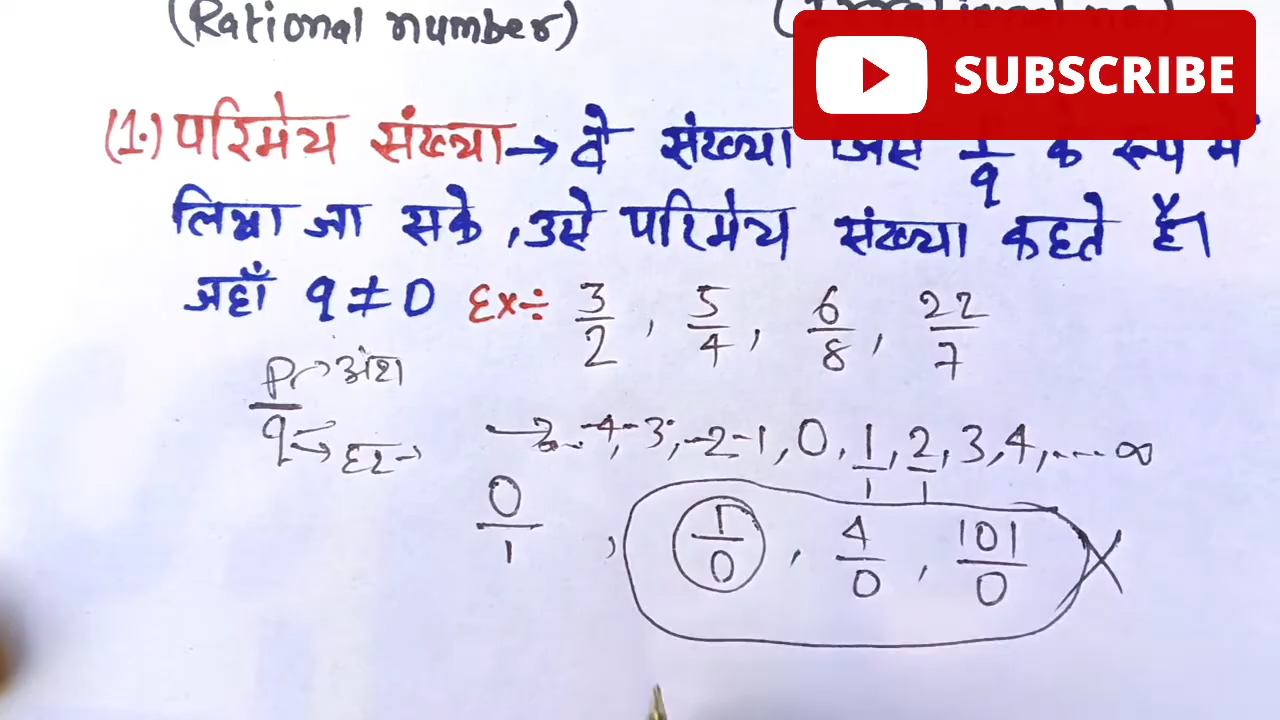 (Rational number)
SUBSCRIBE
(1.) परिमेय संख्या → वे संख्या जिसे p/q के रूप में
लिखा जा सके , उसे परिमेय संख्या कहते हैं।
जहाँ q ≠ 0 Ex÷ 3/2 , 5/4 , 6/8 , 22/7
p/q → अंश
→ हर →
-4, -3, -2 -1, 0, 1/1, 2/1, 3, 4, .... ∞
0/1 , 1/0 , 4/0 , 101/0 ×